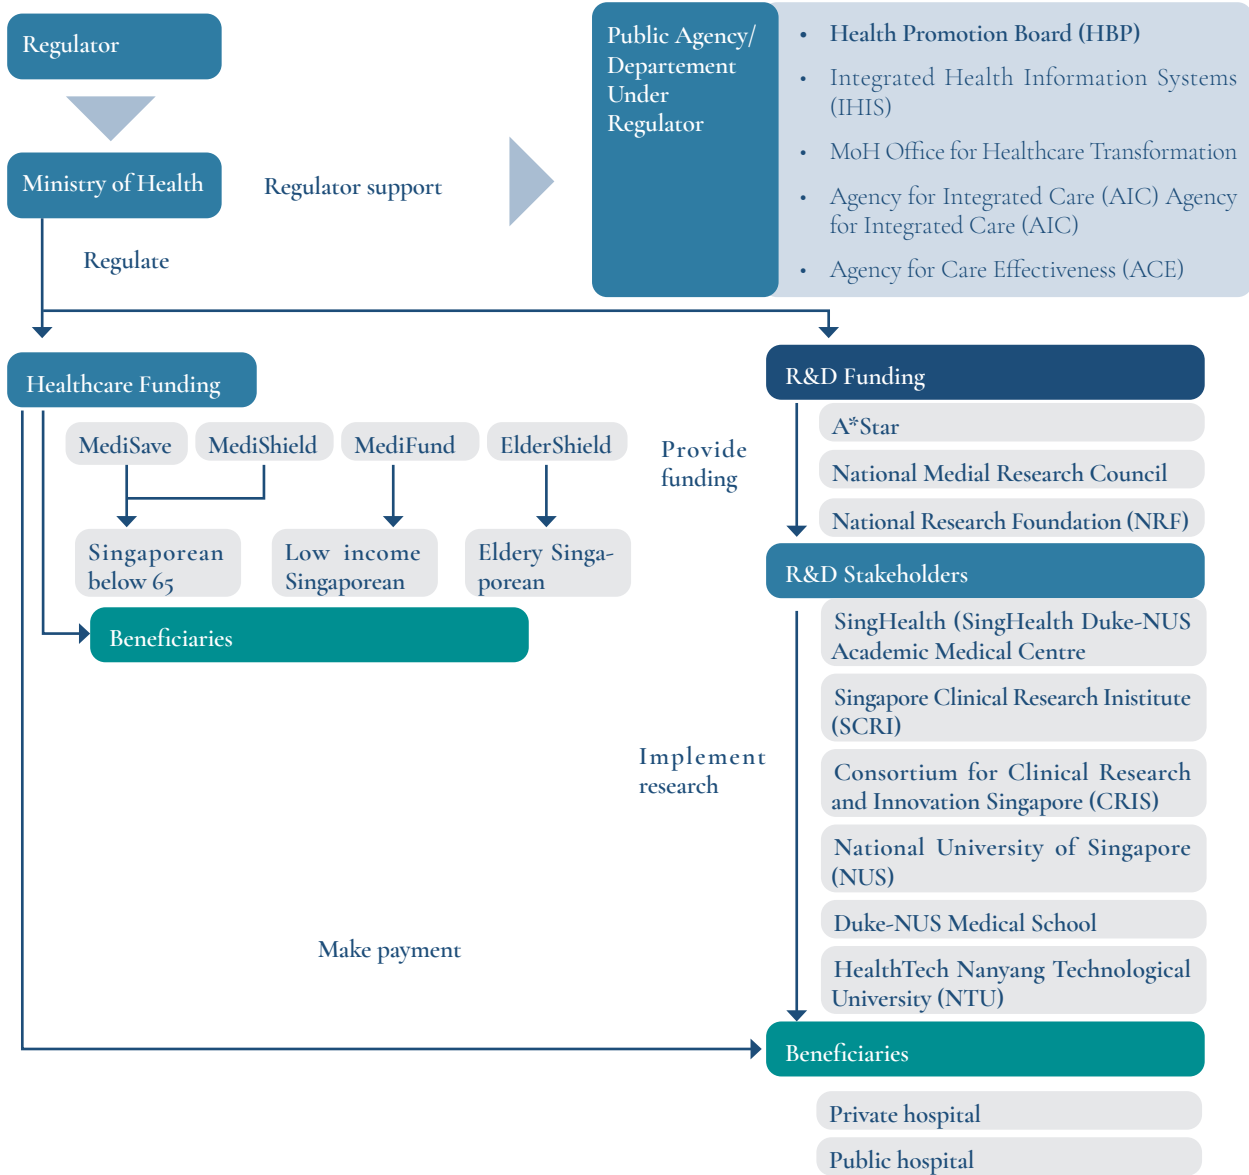 Regulator
Public Agency/
Departement
Under
Regulator
• Health Promotion Board (HBP)
• Integrated Health Information Systems
(IHIS)
• MoH Office for Healthcare Transformation
• Agency for Integrated Care (AIC) Agency
for Integrated Care (AIC)
• Agency for Care Effectiveness (ACE)
Ministry of Health
Regulator support
Regulate
Healthcare Funding
MediSave
MediShield
MediFund
ElderShield
Singaporean
below 65
Low income
Singaporean
Eldery Singa-
porean
Beneficiaries
R&D Funding
Provide
funding
A*Star
National Medial Research Council
National Research Foundation (NRF)
R&D Stakeholders
SingHealth (SingHealth Duke-NUS
Academic Medical Centre
Singapore Clinical Research Inistitute
(SCRI)
Implement
research
Consortium for Clinical Research
and Innovation Singapore (CRIS)
National University of Singapore
(NUS)
Duke-NUS Medical School
HealthTech Nanyang Technological
University (NTU)
Make payment
Beneficiaries
Private hospital
Public hospital